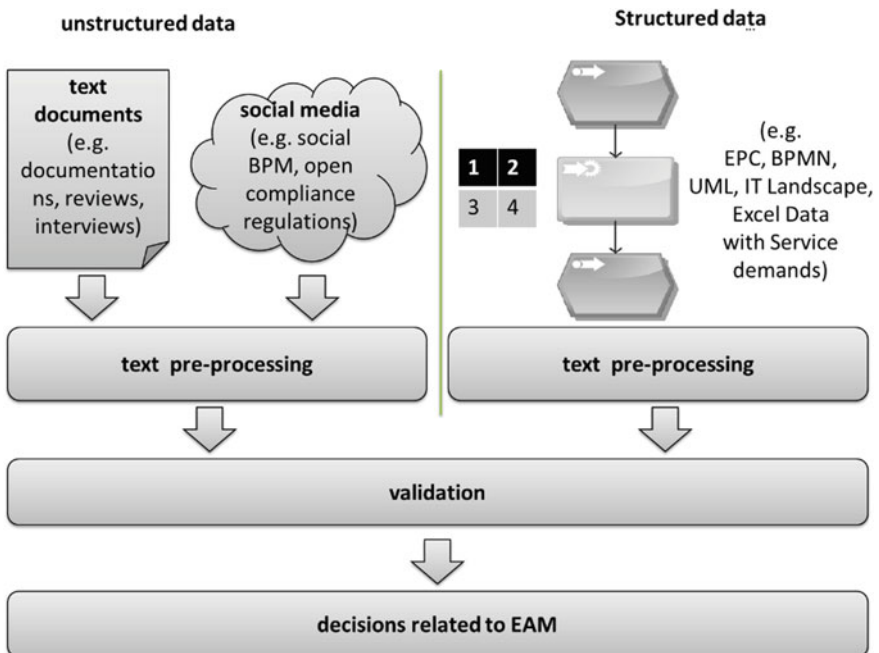 unstructured data
Structured data
text
documents
(e.g.
documentatio
ns, reviews,
interviews)
social media
(e.g. social
BPM, open
compliance
regulations)
1 2
3 4
(e.g.
EPC, BPMN,
UML, IT Landscape,
Excel Data
with Service
demands)
text pre-processing
text pre-processing
validation
decisions related to EAM